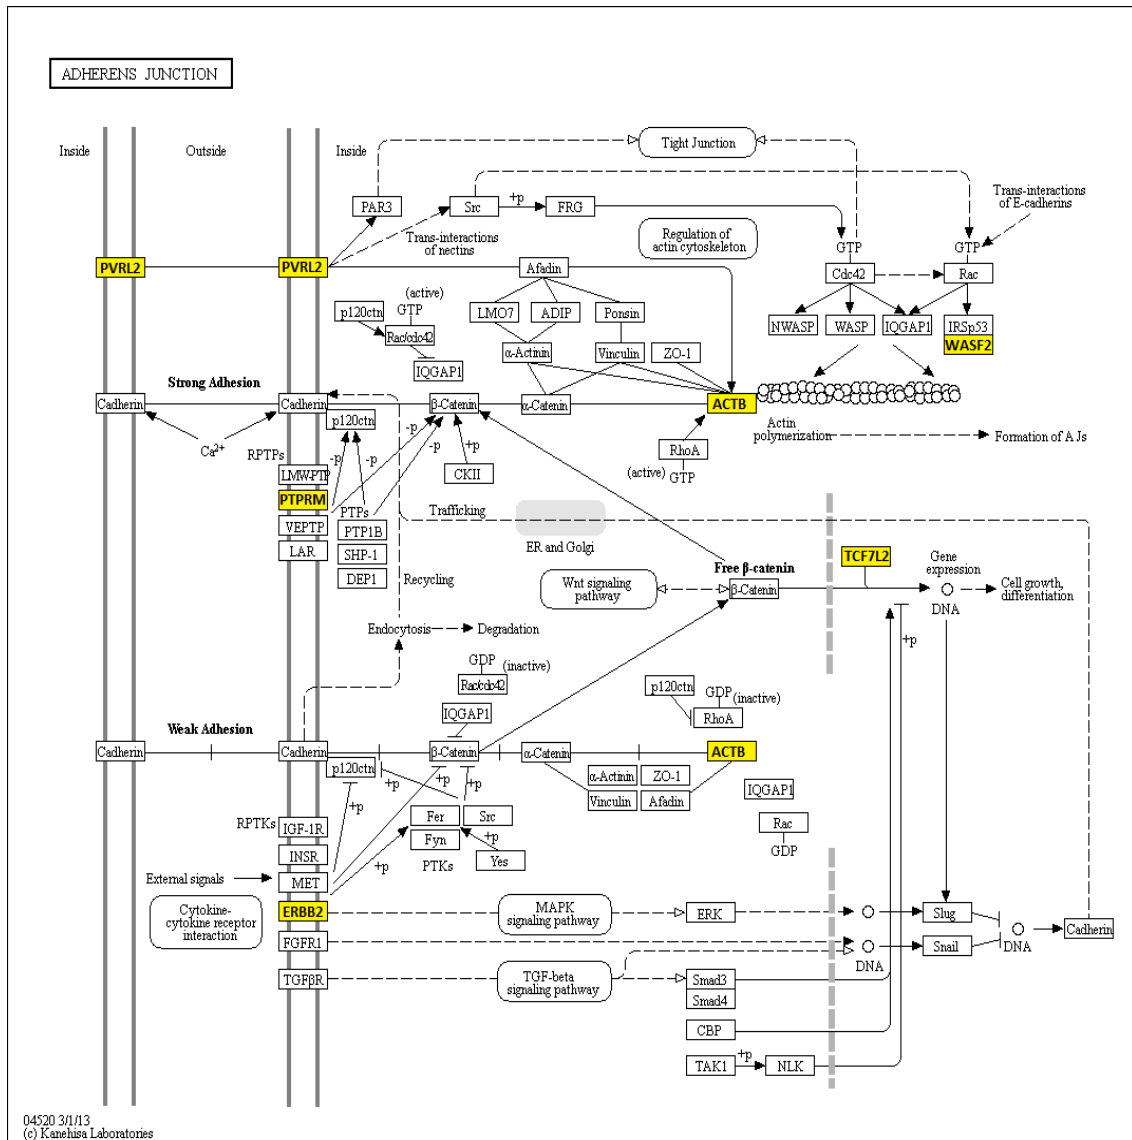 ADHERENS JUNCTION
Inside
Outside
Inside
Tight Junction
PAR3
Src
+p
FRG
Trans-interactions
of E-cadherins
Trans-interactions
of nectins
Regulation of
actin cytoskeleton
GTP
GTP
PVRL2
PVRL2
Afadin
Cdc42
Rac
(active)
GTP
p120ctn
Rac/cdc42
IQGAP1
LMO7
ADIP
Ponsin
NWASP
WASP
IQGAP1
IRSp53
WASF2
α-Actinin
Vinculin
ZO-1
Strong Adhesion
Cadherin
Cadherin
β-Catenin
α-Catenin
ACTB
p120ctn
Actin
polymerization
Formation of AJs
Ca2+
RPTPs
-p
-p
-p
-p
+p
CKII
RhoA
(active)
GTP
LMW-PTP
PTPRM
VEPTP
LAR
PTPs
PTP1B
SHP-1
DEP1
Trafficking
ER and Golgi
Recycling
Free β-catenin
β-Catenin
Wnt signaling
pathway
TCF7L2
Gene
expression
DNA
Cell growth,
differentiation
+p
Endocytosis
Degradation
GDP
(inactive)
Rac/cdc42
IQGAP1
p120ctn
GDP
(inactive)
RhoA
Weak Adhesion
Cadherin
Cadherin
β-Catenin
α-Catenin
ACTB
p120ctn
+p
+p
+p
+p
α-Actinin
ZO-1
Vinculin
Afadin
IQGAP1
Rac
GDP
RPTKs
IGF-1R
INSR
MET
ERBB2
FGFR1
TGFβR
Fer
Src
Fyn
+p
PTKs
Yes
+p
External signals
Cytokine-
cytokine receptor
interaction
MAPK
signaling pathway
ERK
TGF-beta
signaling pathway
Smad3
Smad4
CBP
TAK1
+p
NLK
DNA
Slug
Snail
DNA
Cadherin
04520 3/1/13
(c) Kanehisa Laboratories